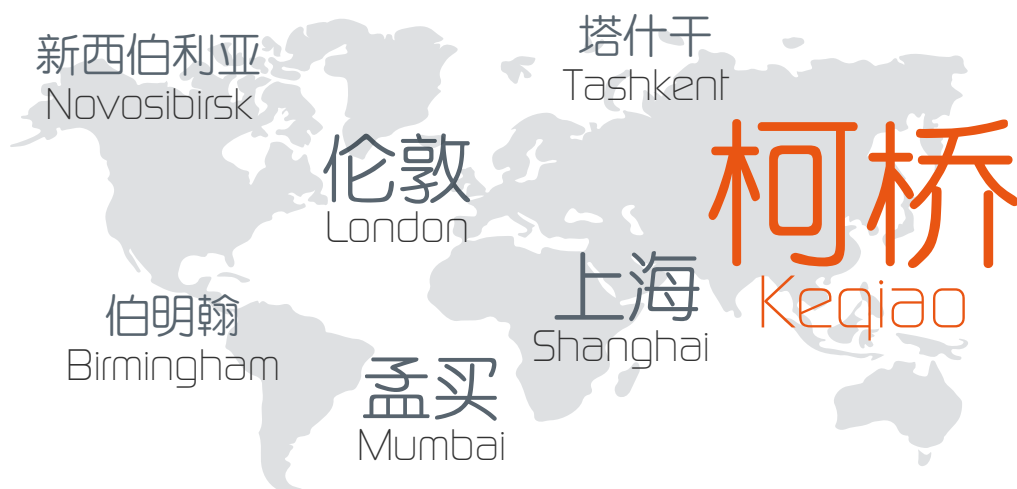 新西伯利亚
Novosibirsk
塔什干
Tashkent
伦敦
London
柯桥
Keqiao
上海
Shanghai
伯明翰
Birmingham
孟买
Mumbai